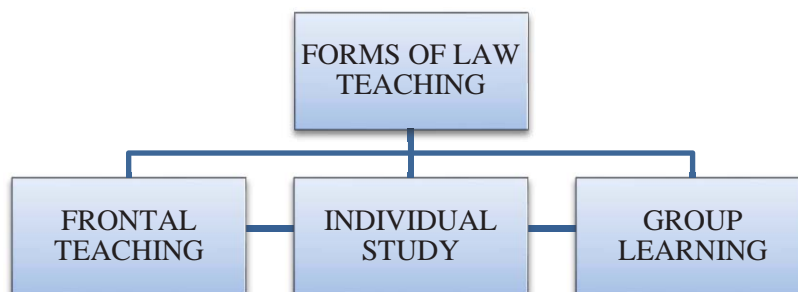 FORMS OF LAW
TEACHING
FRONTAL
TEACHING
INDIVIDUAL
STUDY
GROUP
LEARNING